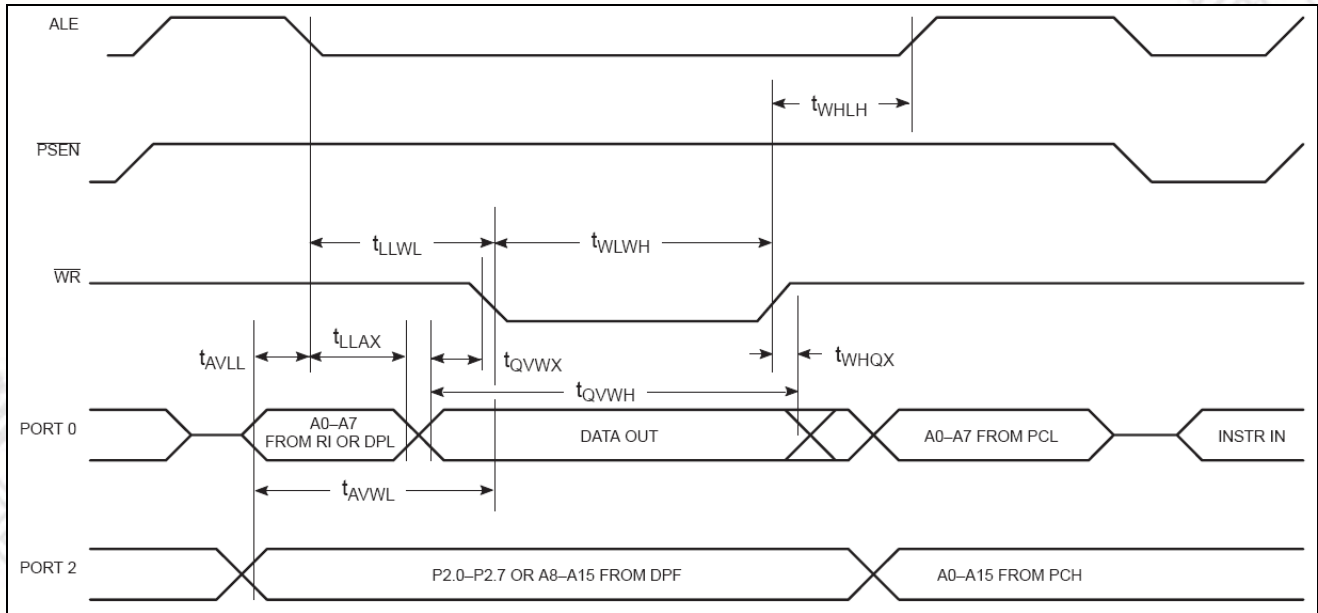 ALE
tWHLH
PSEN
tLLWL
tWLWH
WR
tAVLL
tLLAX
tQVWX
tWHQX
tQVWH
PORT 0
A0–A7
FROM RI OR DPL
DATA OUT
A0–A7 FROM PCL
INSTR IN
tAVWL
PORT 2
P2.0–P2.7 OR A8–A15 FROM DPF
A0–A15 FROM PCH